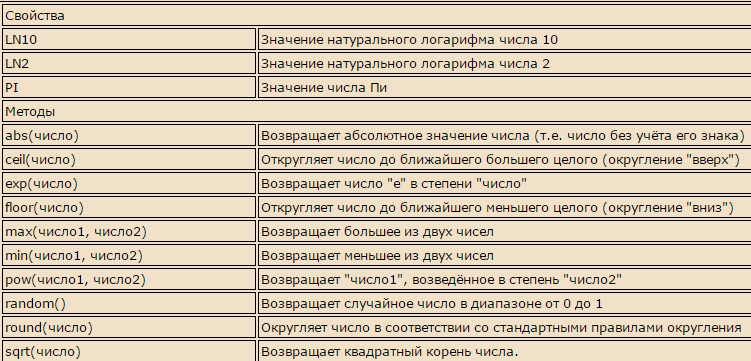 Свойства
LN10 Значение натурального логарифма числа 10
LN2 Значение натурального логарифма числа 2
PI Значение числа Пи
Методы
abs(число) Возвращает абсолютное значение числа (т.е. число без учёта его знака)
ceil(число) Откругляет число до ближайшего большего целого (округление "вверх")
exp(число) Возвращает число "e" в степени "число"
floor(число) Откругляет число до ближайшего меньшего целого (округление "вниз")
max(число1, число2) Возвращает большее из двух чисел
min(число1, число2) Возвращает меньшее из двух чисел
pow(число1, число2) Возвращает "число1", возведённое в степень "число2"
random() Возвращает случайное число в диапазоне от 0 до 1
round(число) Округляет число в соответствии со стандартными правилами округления
sqrt(число) Возвращает квадратный корень числа.